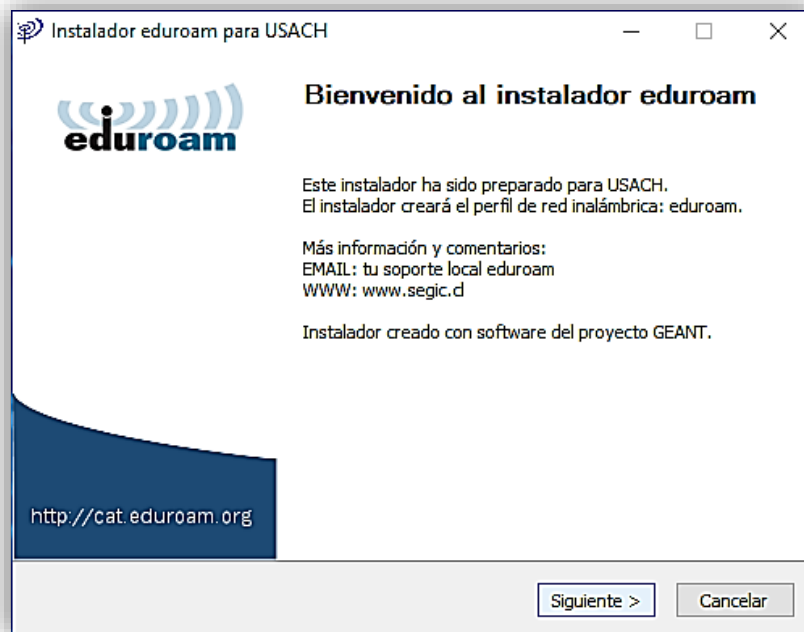 Instalador eduroam para USACH
eduroam
Bienvenido al instalador eduroam
Este instalador ha sido preparado para USACH.
El instalador creará el perfil de red inalámbrica: eduroam.
Más información y comentarios:
EMAIL: tu soporte local eduroam
WWW: www.segic.cl
Instalador creado con software del proyecto GEANT.
http://cat.eduroam.org
Siguiente >
Cancelar